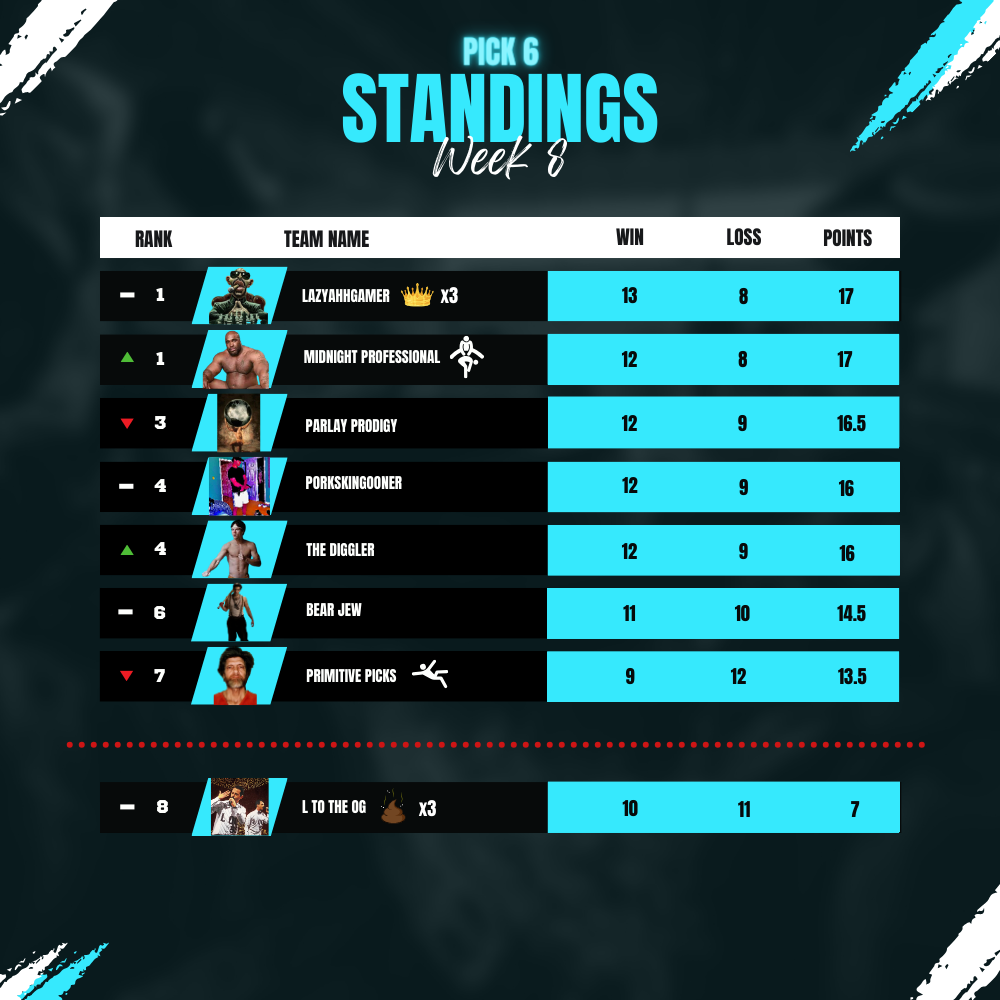 PICK 6
STANDINGS
Week 8
RANK TEAM NAME WIN LOSS POINTS
1 LAZYAHHGAMER x3 13 8 17
1 MIDNIGHT PROFESSIONAL 12 8 17
3 PARLAY PRODIGY 12 9 16.5
4 PORKSKINGOONER 12 9 16
4 THE DIGGLER 12 9 16
6 BEAR JEW 11 10 14.5
7 PRIMITIVE PICKS 9 12 13.5
8 L TO THE OG x3 10 11 7